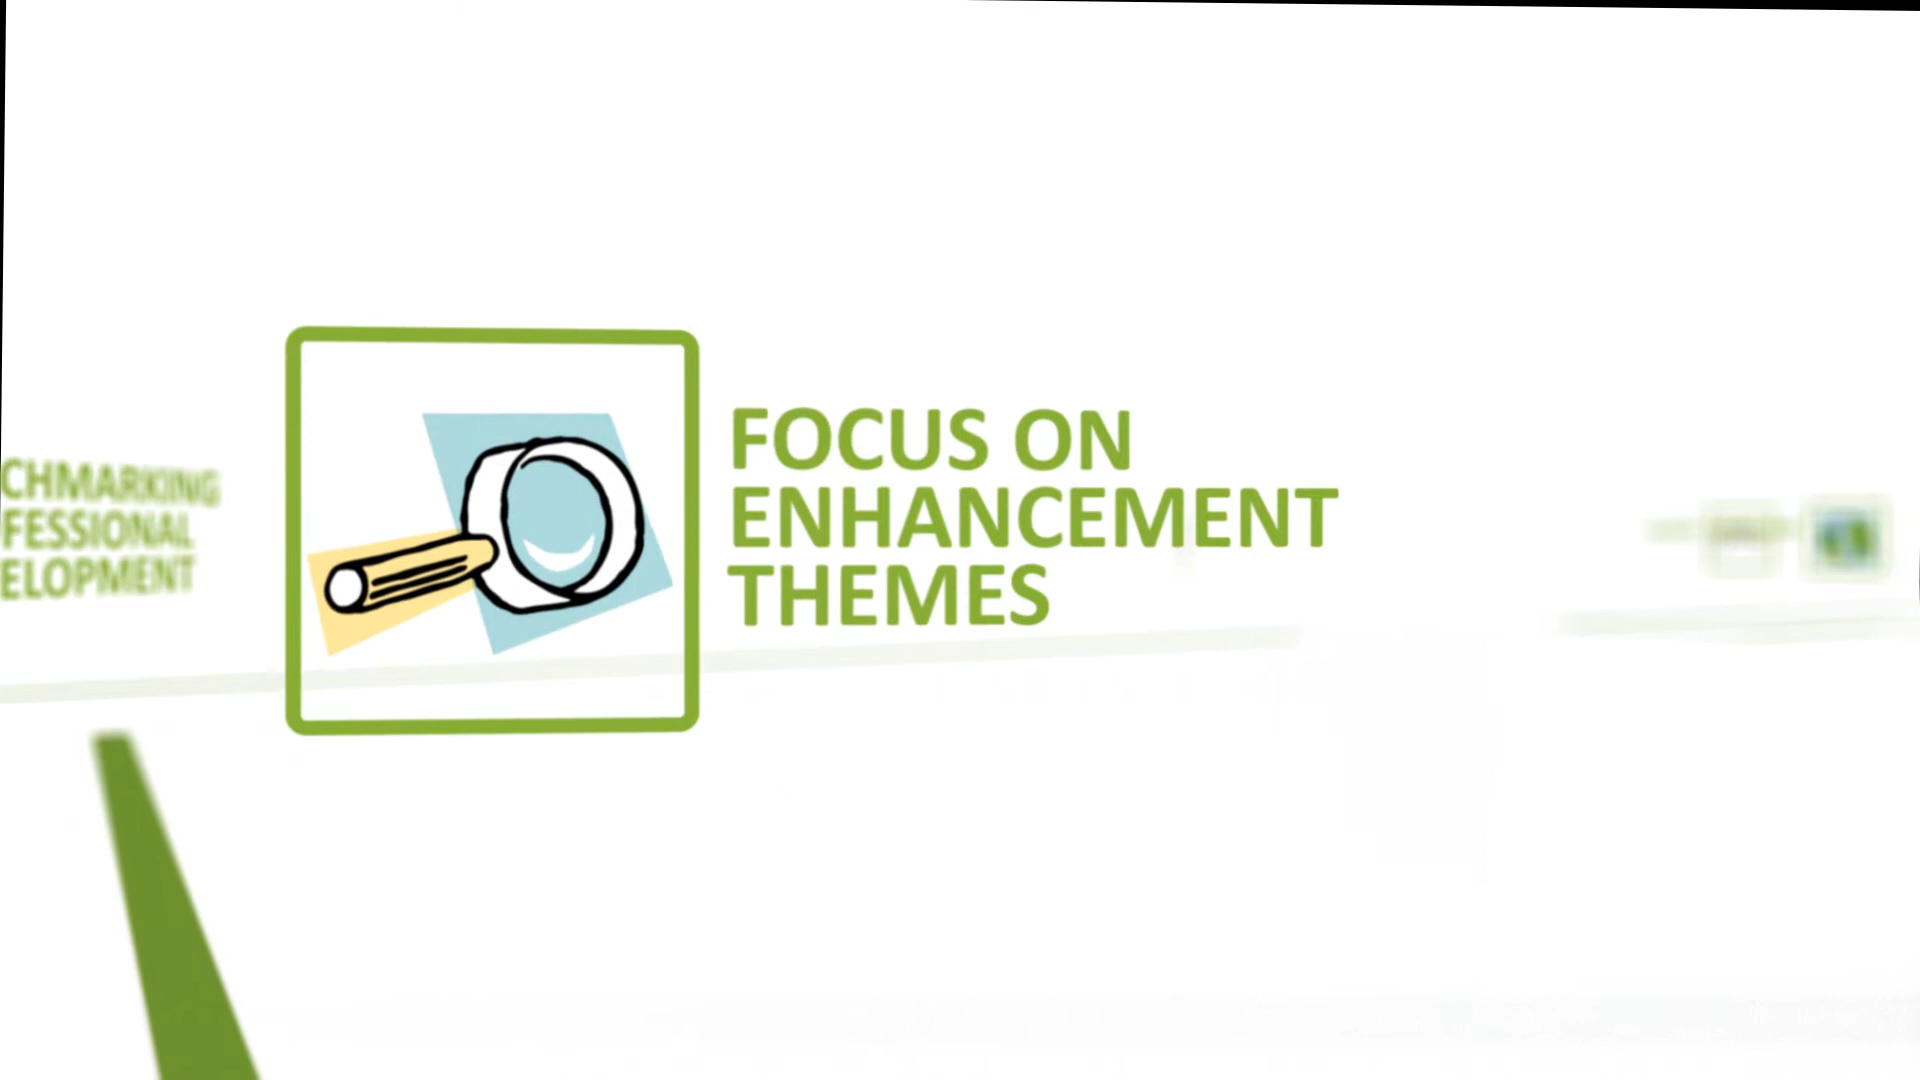 CHMARKING
FESSIONAL
ELOPMENT
FOCUS ON
ENHANCEMENT
THEMES